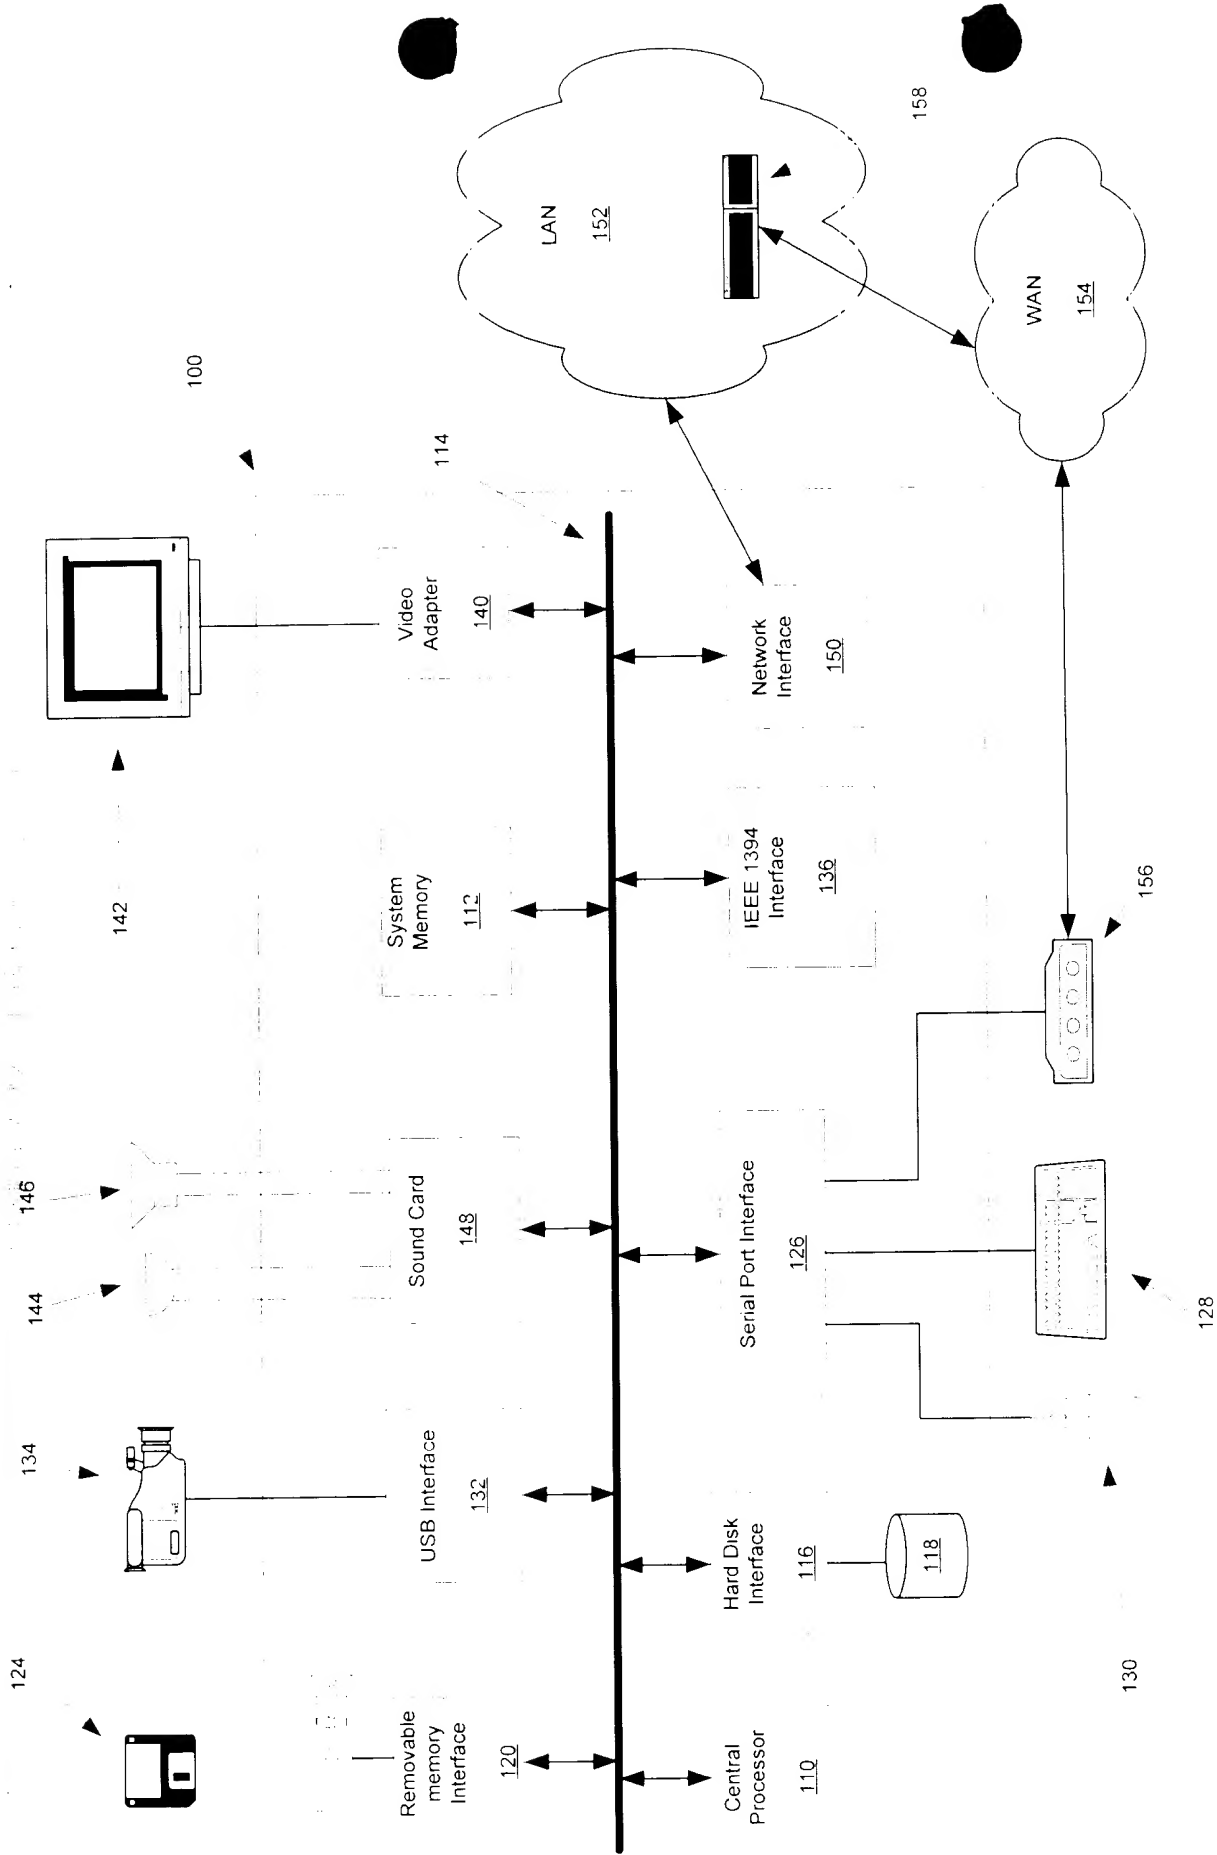 124
134
144
146
142
100
Removable
memory
Interface
120
USB Interface
132
Sound Card
148
System
Memory
112
Video
Adapter
140
114
Central
Processor
110
Hard Disk
Interface
116
118
Serial Port Interface
126
IEEE 1394
Interface
136
Network
Interface
150
LAN
152
158
WAN
154
130
128
156